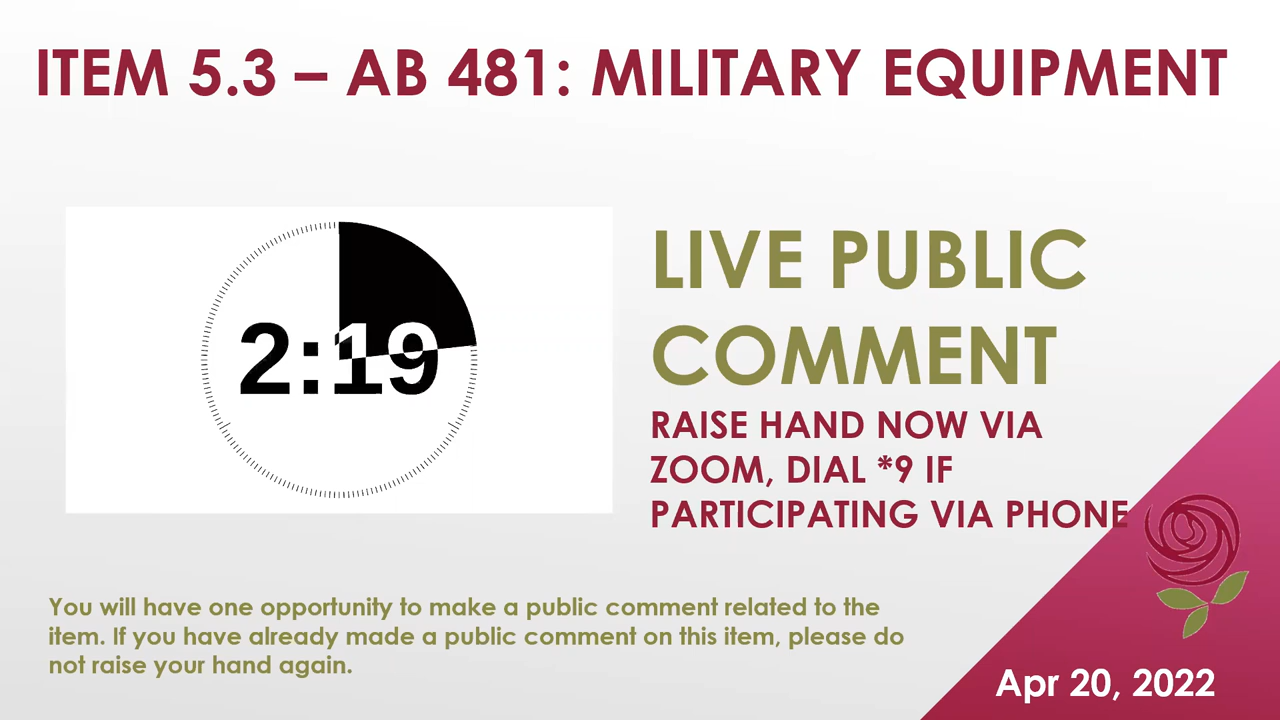 ITEM 5.3 – AB 481: MILITARY EQUIPMENT
2:19
LIVE PUBLIC
COMMENT
RAISE HAND NOW VIA
ZOOM, DIAL *9 IF
PARTICIPATING VIA PHONE
You will have one opportunity to make a public comment related to the
item. If you have already made a public comment on this item, please do
not raise your hand again.
Apr 20, 2022